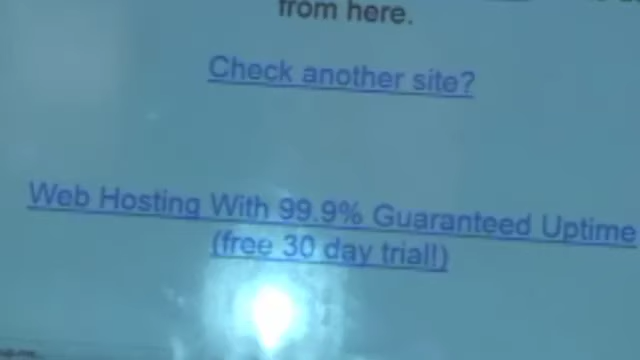 from here.
Check another site?
Web Hosting With 99.9% Guaranteed Uptime
(free 30 day trial!)